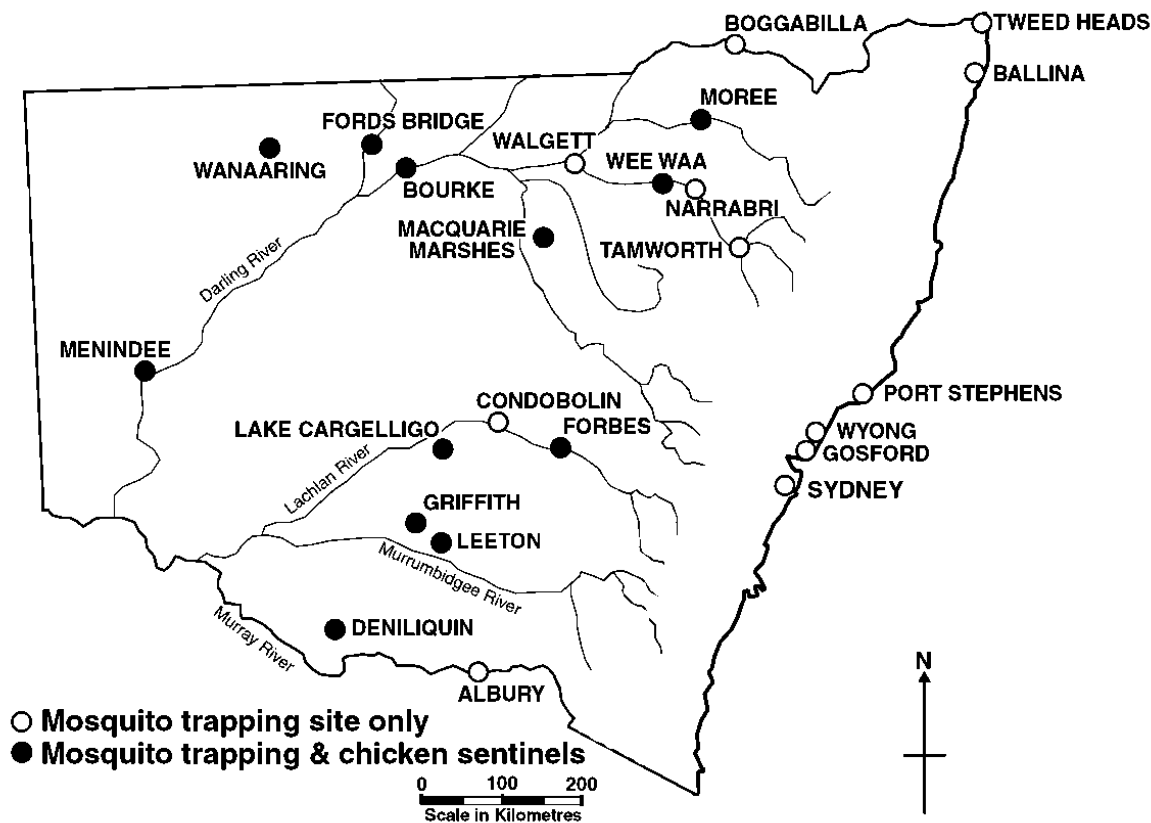 BOGGABILLA
TWEED HEADS
BALLINA
MOREE
FORDS BRIDGE
WALGETT
WANAARING
WEE WAA
BOURKE
NARRABRI
MACQUARIE
MARSHES
TAMWORTH
Darling River
MENINDEE
PORT STEPHENS
CONDOBOLIN
LAKE CARGELLIGO
FORBES
WYONG
GOSFORD
Lachlan River
SYDNEY
GRIFFITH
LEETON
Murrumbidgee River
Murray River
DENILIQUIN
ALBURY
N
Mosquito trapping site only
Mosquito trapping & chicken sentinels
0 100 200
Scale in Kilometres